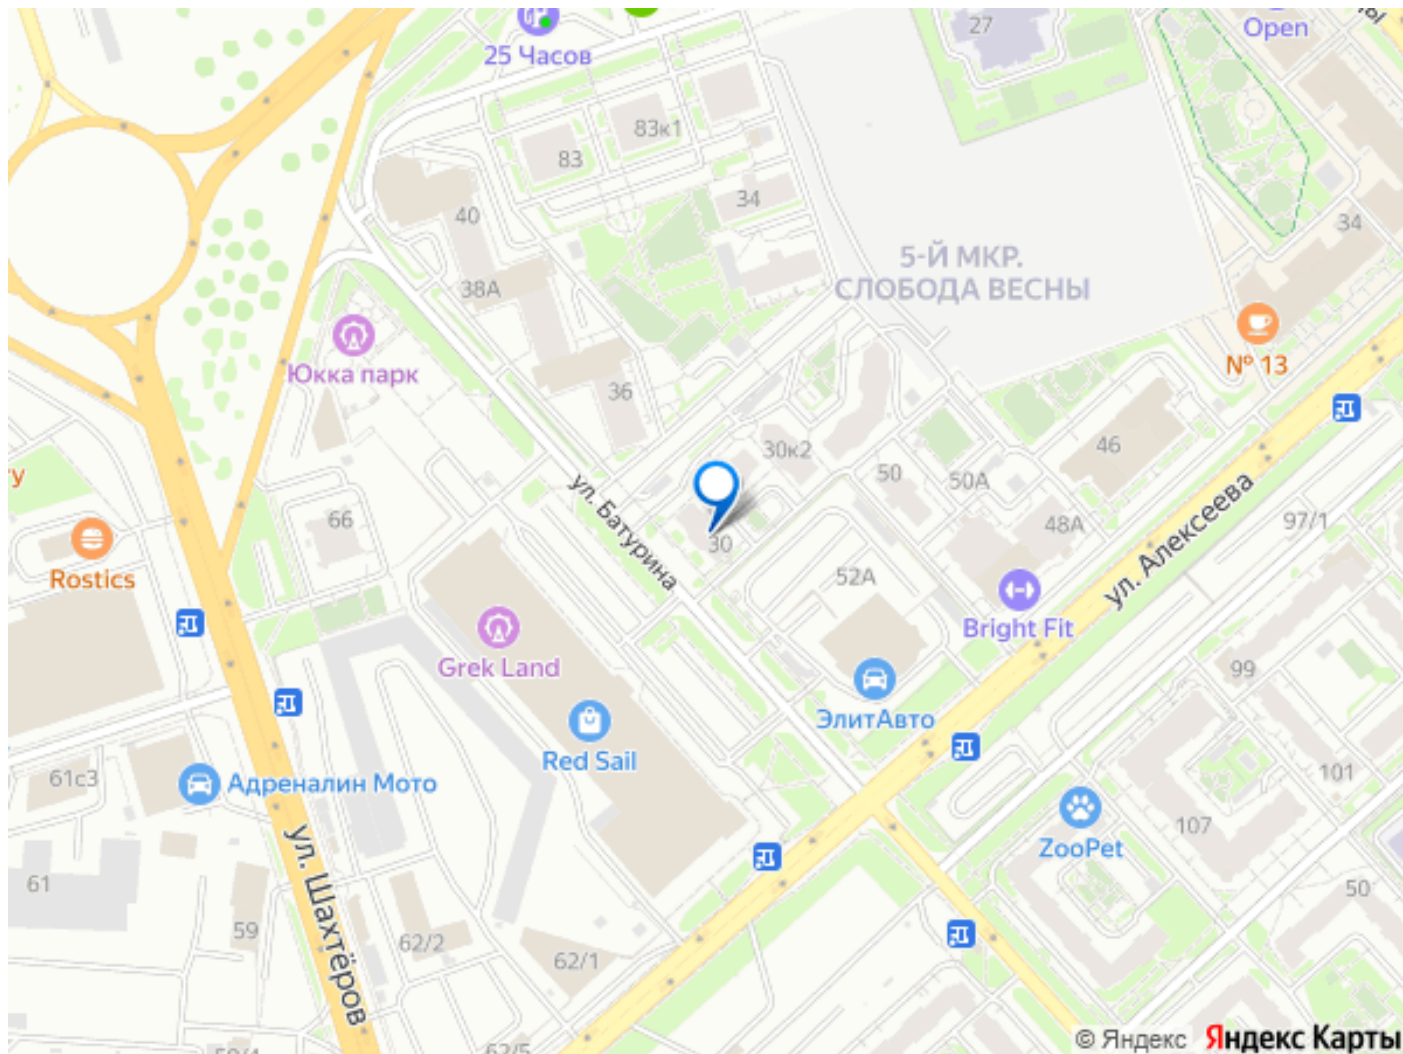 27
Open
25 Часов
83к1
83
34
40
34
5-Й МКР.
СЛОБОДА ВЕСНЫ
38А
Юкка парк
№ 13
36
30к2
46
50
50А
ул. Батурина
ул. Алексеева
66
30
48А
97/1
Rostics
52А
Bright Fit
Grek Land
99
ЭлитАвто
Red Sail
61с3
Адреналин Мото
101
107
ZooPet
ул. Шахтёров
61
50
59
62/2
62/1
62/5
© Яндекс Яндекс Карты